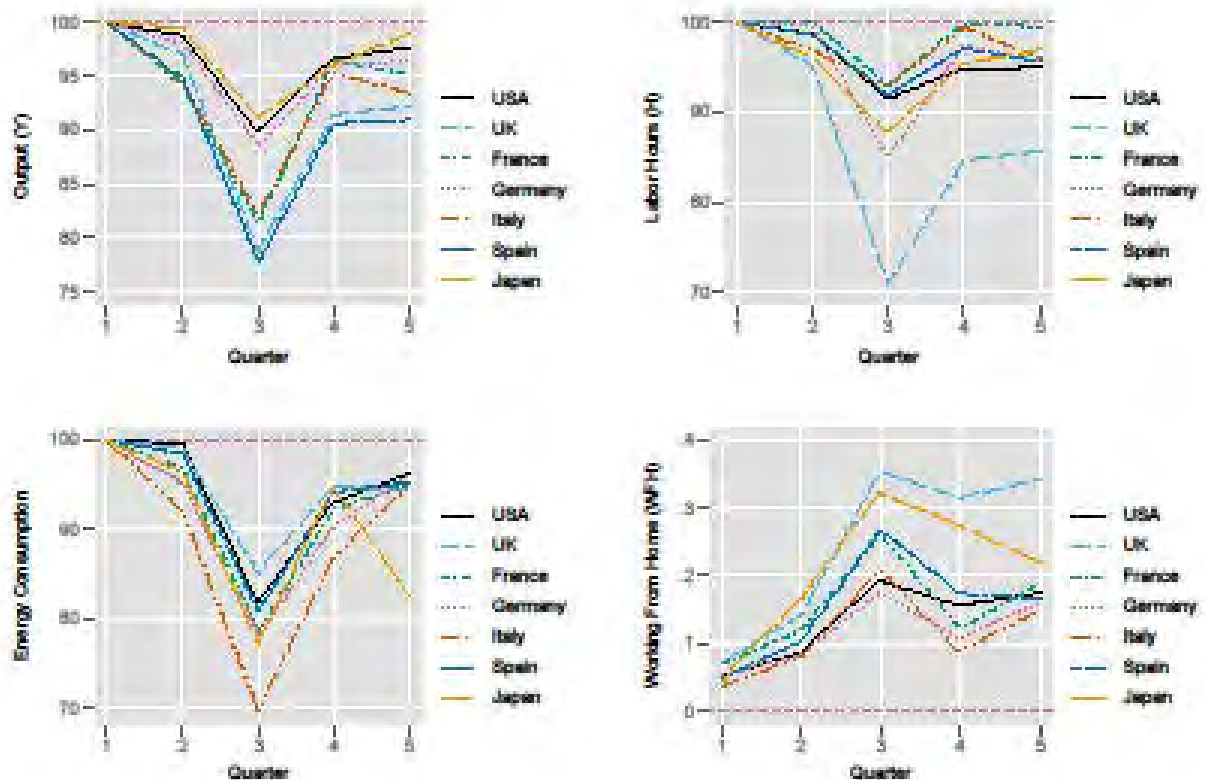 Output (Y)
100
95
90
85
80
75
1 2 3 4 5
Quarter
USA
UK
France
Germany
Italy
Spain
Japan
Labor Hours (H)
100
90
80
70
1 2 3 4 5
Quarter
USA
UK
France
Germany
Italy
Spain
Japan
Energy Consumption
100
90
80
70
1 2 3 4 5
Quarter
USA
UK
France
Germany
Italy
Spain
Japan
Working From Home (WFH)
.4
.3
.2
.1
0
1 2 3 4 5
Quarter
USA
UK
France
Germany
Italy
Spain
Japan